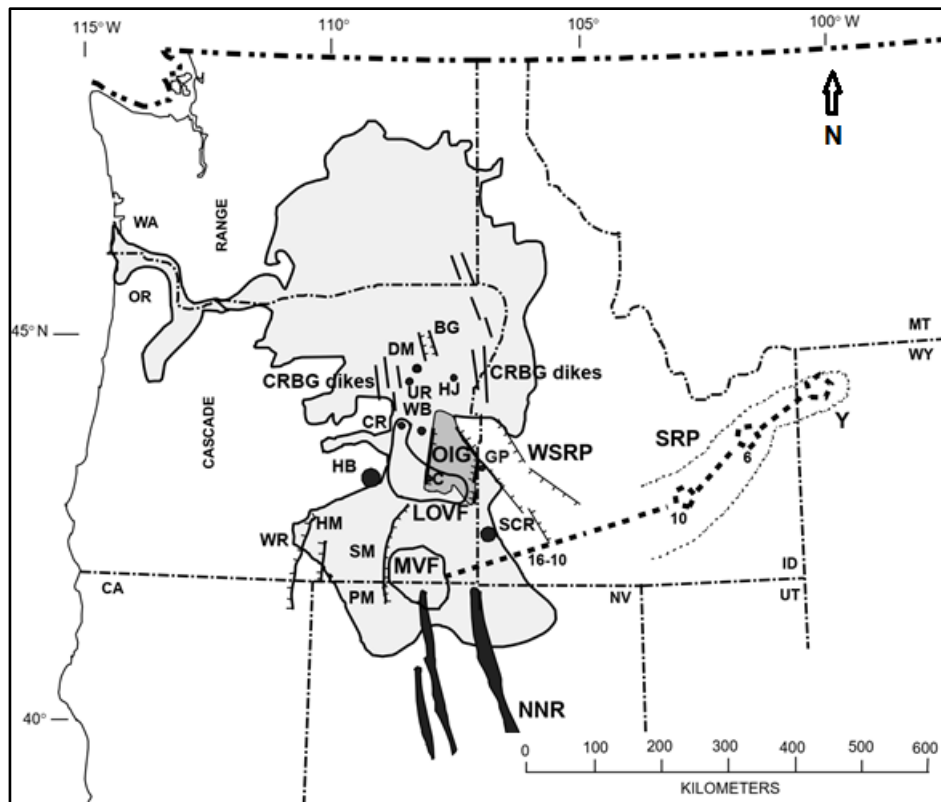 115° W
110°
105°
100° W
N
WA
RANGE
OR
45°N
MT
WY
BG
DM
CRBG dikes
CRBG dikes
UR
HJ
WB
CR
SRP
Y
CASCADE
OIG
GP
WSRP
6
HB
C
10
LOVF
SCR
HM
WR
SM
16-10
MVF
ID
CA
PM
NV
UT
40°
NNR
0 100 200 300 400 500 600
KILOMETERS